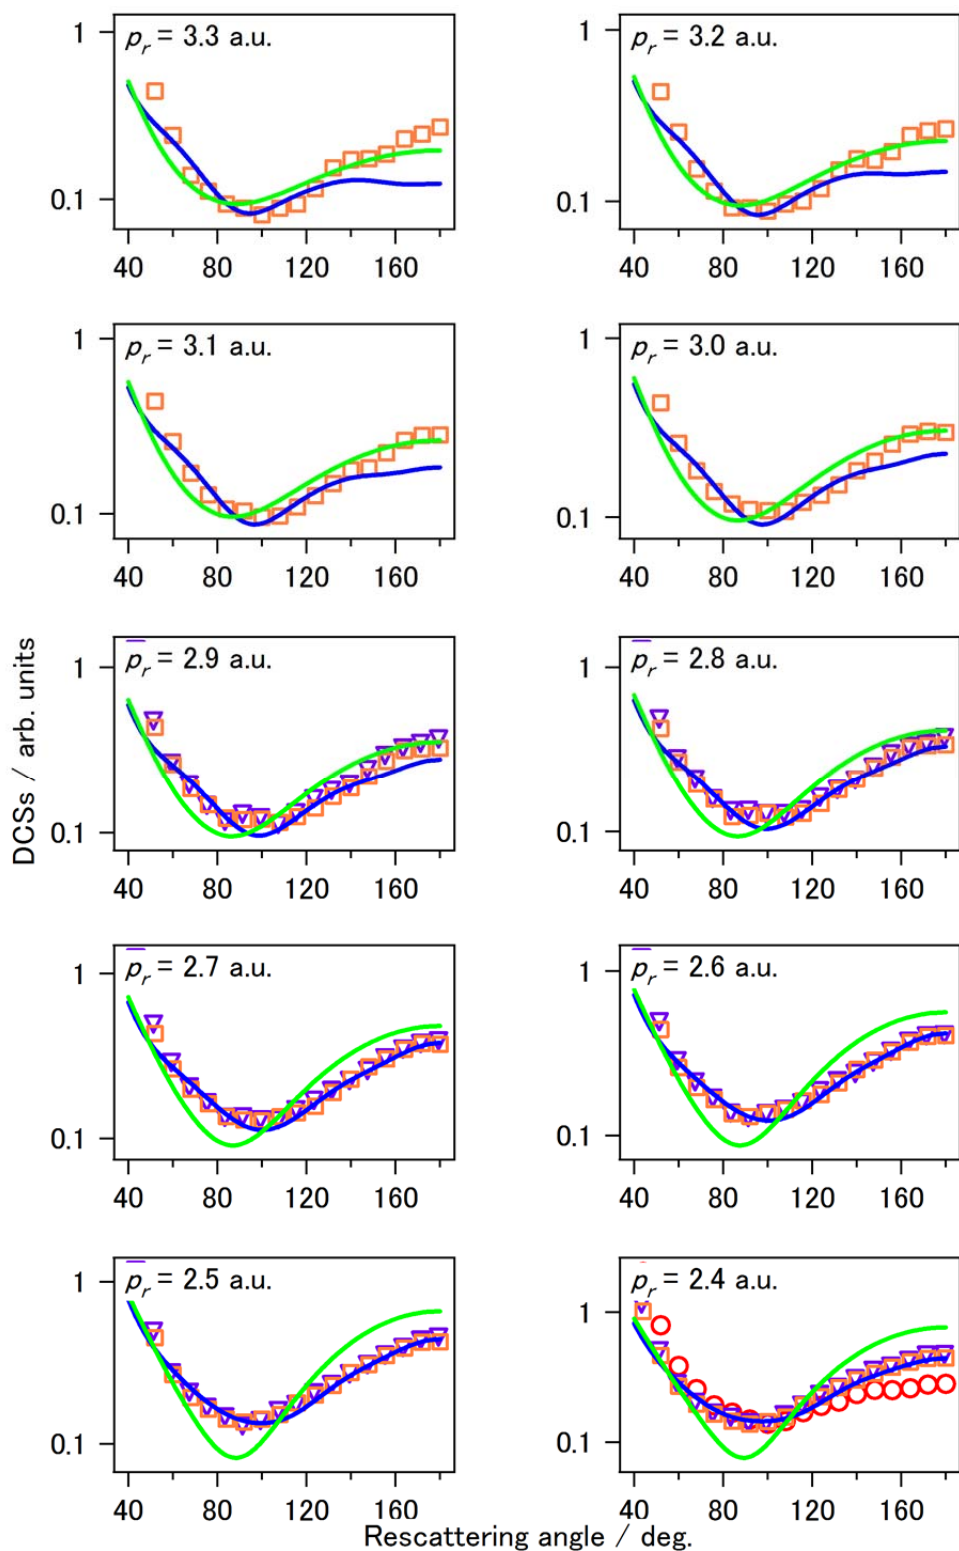 1
0.1
p_r = 3.3 a.u.
40 80 120 160
1
0.1
p_r = 3.2 a.u.
40 80 120 160
1
0.1
p_r = 3.1 a.u.
40 80 120 160
1
0.1
p_r = 3.0 a.u.
40 80 120 160
DCSs / arb. units
1
0.1
p_r = 2.9 a.u.
40 80 120 160
1
0.1
p_r = 2.8 a.u.
40 80 120 160
1
0.1
p_r = 2.7 a.u.
40 80 120 160
1
0.1
p_r = 2.6 a.u.
40 80 120 160
1
0.1
p_r = 2.5 a.u.
40 80 120 160
1
0.1
p_r = 2.4 a.u.
40 80 120 160
Rescattering angle / deg.